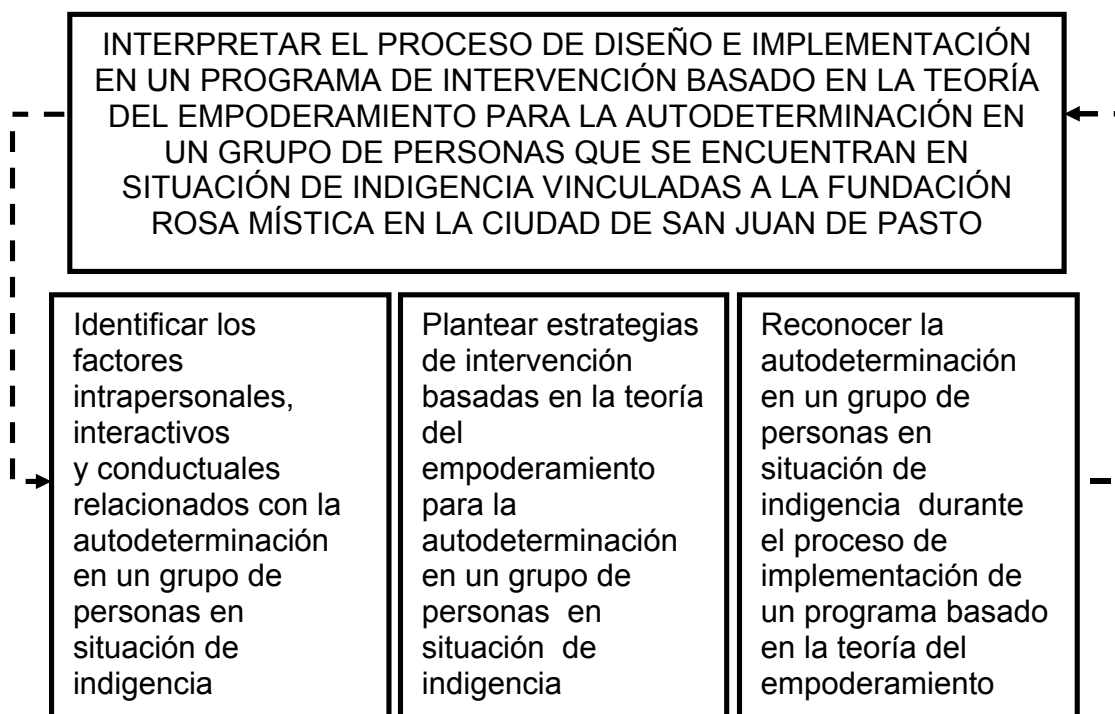 INTERPRETAR EL PROCESO DE DISEÑO E IMPLEMENTACIÓN
EN UN PROGRAMA DE INTERVENCIÓN BASADO EN LA TEORÍA
DEL EMPODERAMIENTO PARA LA AUTODETERMINACIÓN EN
UN GRUPO DE PERSONAS QUE SE ENCUENTRAN EN
SITUACIÓN DE INDIGENCIA VINCULADAS A LA FUNDACIÓN
ROSA MÍSTICA EN LA CIUDAD DE SAN JUAN DE PASTO
Identificar los
factores
intrapersonales,
interactivos
y conductuales
relacionados con la
autodeterminación
en un grupo de
personas en
situación de
indigencia
Plantear estrategias
de intervención
basadas en la teoría
del
empoderamiento
para la
autodeterminación
en un grupo de
personas en
situación de
indigencia
Reconocer la
autodeterminación
en un grupo de
personas en
situación de
indigencia durante
el proceso de
implementación de
un programa basado
en la teoría del
empoderamiento